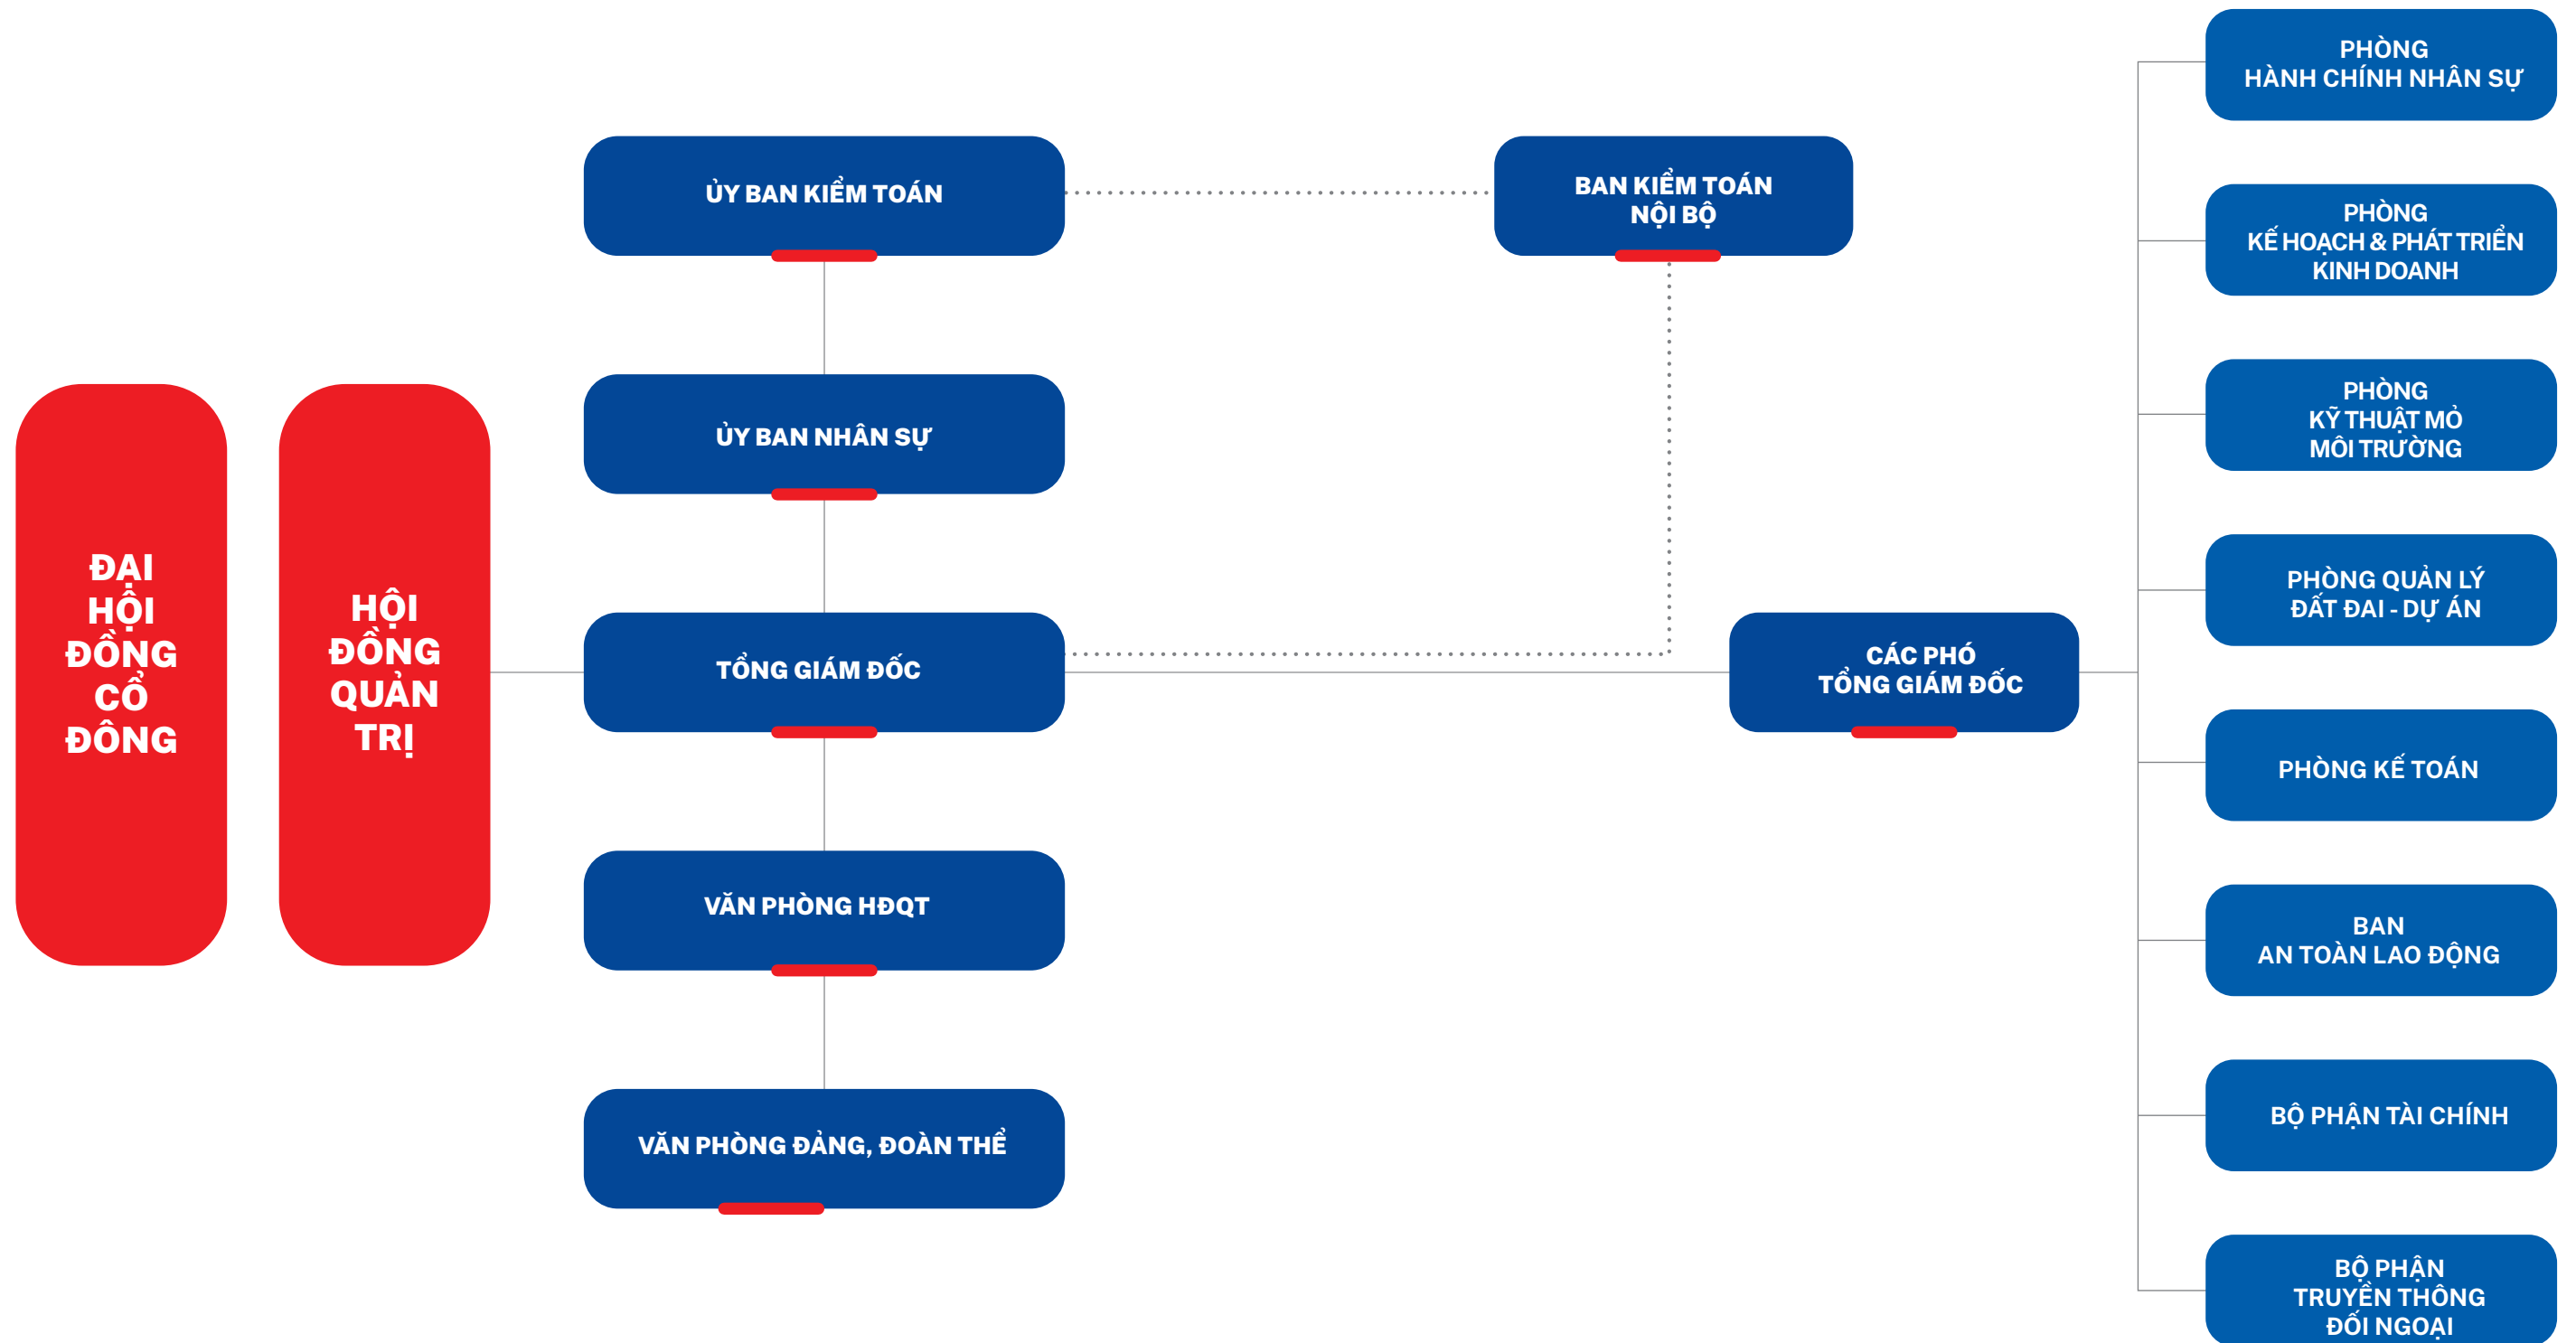 ĐẠI
HỘI
ĐỒNG
CỔ
ĐÔNG
HỘI
ĐỒNG
QUẢN
TRỊ
ỦY BAN KIỂM TOÁN
ỦY BAN NHÂN SỰ
TỔNG GIÁM ĐỐC
VĂN PHÒNG HĐQT
VĂN PHÒNG ĐẢNG, ĐOÀN THỂ
BAN KIỂM TOÁN
NỘI BỘ
CÁC PHÓ
TỔNG GIÁM ĐỐC
PHÒNG
HÀNH CHÍNH NHÂN SỰ
PHÒNG
KẾ HOẠCH & PHÁT TRIỂN
KINH DOANH
PHÒNG
KỸ THUẬT MỎ
MÔI TRƯỜNG
PHÒNG QUẢN LÝ
ĐẤT ĐAI - DỰ ÁN
PHÒNG KẾ TOÁN
BAN
AN TOÀN LAO ĐỘNG
BỘ PHẬN TÀI CHÍNH
BỘ PHẬN
TRUYỀN THÔNG
ĐỐI NGOẠI